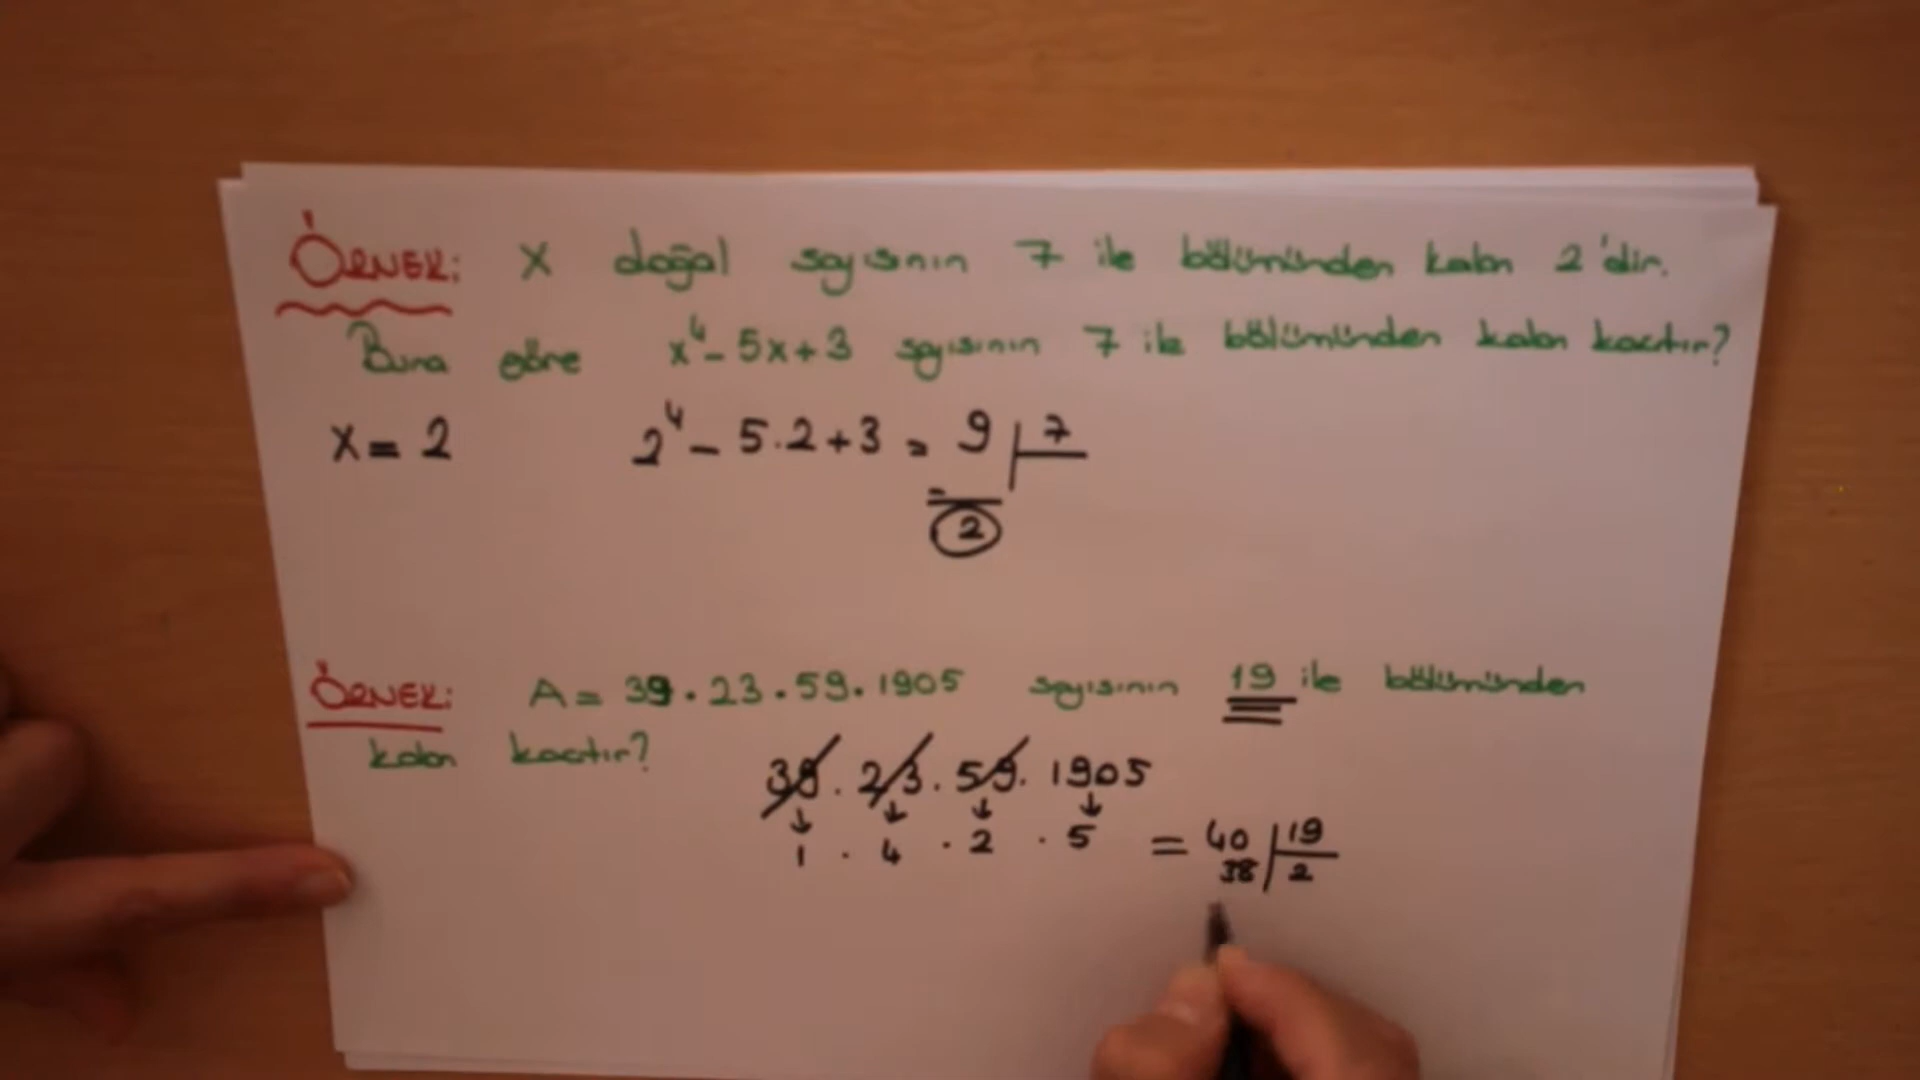 ÖRNEK: X doğal sayısının 7 ile bölümünden kalan 2'dir.
Buna göre x⁴ - 5x + 3 sayısının 7 ile bölümünden kalan kaçtır?
x = 2 2⁴ - 5.2 + 3 = 9 | 7
2
ÖRNEK: A = 39 . 23 . 59 . 1905 sayısının 19 ile bölümünden
kalan kaçtır?
39 . 23 . 59 . 1905
↓ ↓ ↓ ↓
1 . 4 . 2 . 5 = 40 | 19
38 | 2